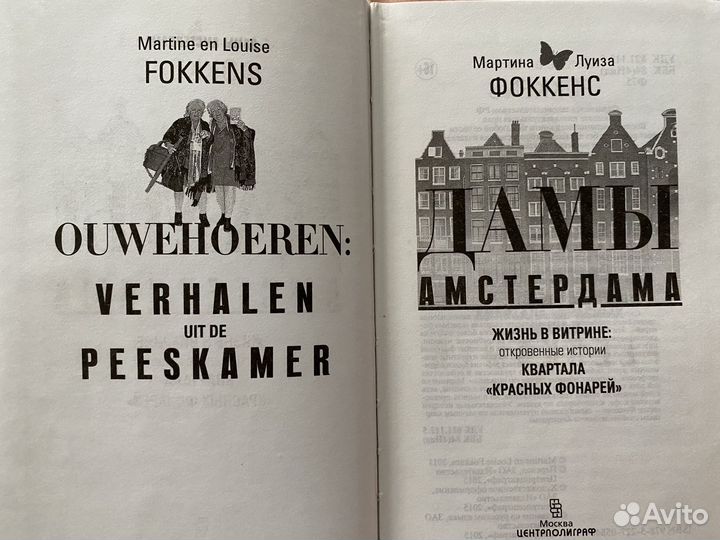 Martine en Louise
FOKKENS
OUWEHOEREN:
VERHALEN
UIT DE
PEESKAMER
16+
Мартина Луиза
ФОККЕНС
ДАМЫ
АМСТЕРДАМА
ЖИЗНЬ В ВИТРИНЕ:
откровенные истории
КВАРТАЛА
«КРАСНЫХ ФОНАРЕЙ»
Москва
ЦЕНТРПОЛИГРАФ
Avito